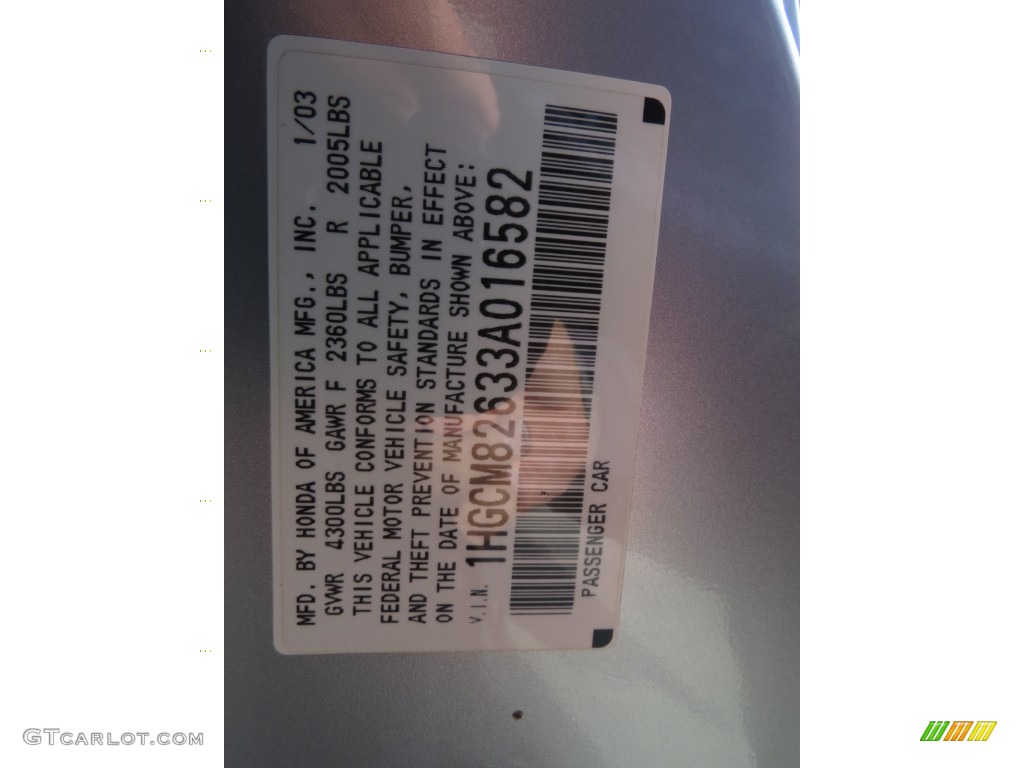 MFD. BY HONDA OF AMERICA MFG., INC. 1/03
GVWR 4300LBS GAWR F 2360LBS R 2005LBS
THIS VEHICLE CONFORMS TO ALL APPLICABLE
FEDERAL MOTOR VEHICLE SAFETY, BUMPER,
AND THEFT PREVENTION STANDARDS IN EFFECT
ON THE DATE OF MANUFACTURE SHOWN ABOVE:
V.I.N. 1HGCM82633A016582
PASSENGER CAR
GTCARLOT.COM